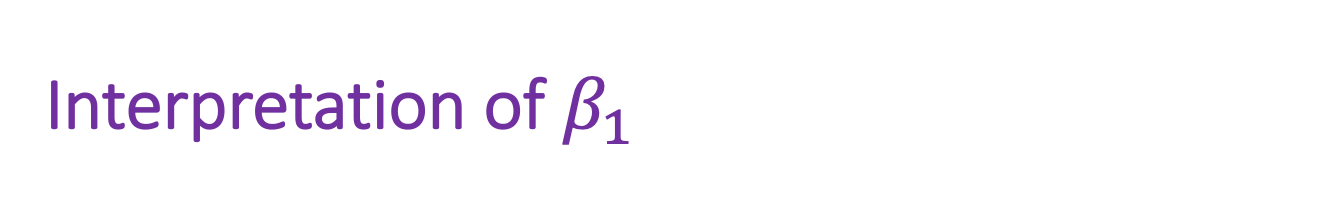 Interpretation of β₁